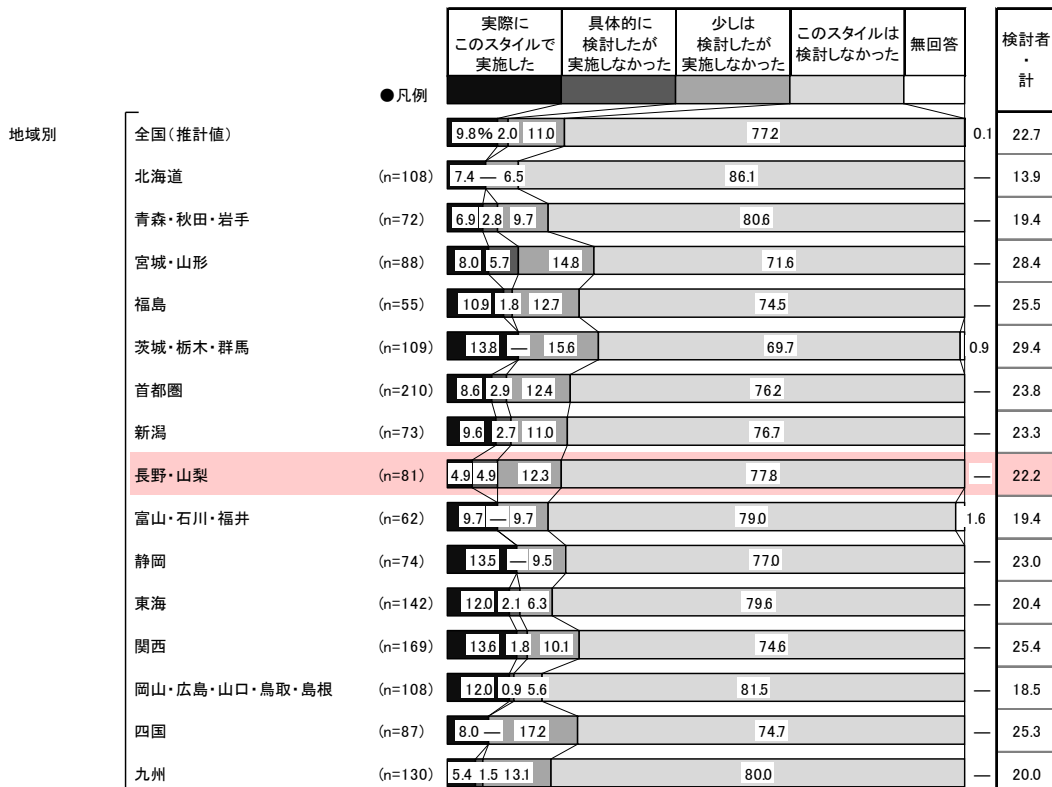 実際に
このスタイルで
実施した
具体的に
検討したが
実施しなかった
少しは
検討したが
実施しなかった
このスタイルは
検討しなかった
無回答
検討者
・
計
●凡例
地域別
全国(推計値) 9.8% 2.0 11.0 77.2 0.1 22.7
北海道 (n=108) 7.4 — 6.5 86.1 — 13.9
青森・秋田・岩手 (n=72) 6.9 2.8 9.7 80.6 — 19.4
宮城・山形 (n=88) 8.0 5.7 14.8 71.6 — 28.4
福島 (n=55) 10.9 1.8 12.7 74.5 — 25.5
茨城・栃木・群馬 (n=109) 13.8 — 15.6 69.7 0.9 29.4
首都圏 (n=210) 8.6 2.9 12.4 76.2 — 23.8
新潟 (n=73) 9.6 2.7 11.0 76.7 — 23.3
長野・山梨 (n=81) 4.9 4.9 12.3 77.8 — 22.2
富山・石川・福井 (n=62) 9.7 — 9.7 79.0 1.6 19.4
静岡 (n=74) 13.5 — 9.5 77.0 — 23.0
東海 (n=142) 12.0 2.1 6.3 79.6 — 20.4
関西 (n=169) 13.6 1.8 10.1 74.6 — 25.4
岡山・広島・山口・鳥取・島根 (n=108) 12.0 0.9 5.6 81.5 — 18.5
四国 (n=87) 8.0 — 17.2 74.7 — 25.3
九州 (n=130) 5.4 1.5 13.1 80.0 — 20.0